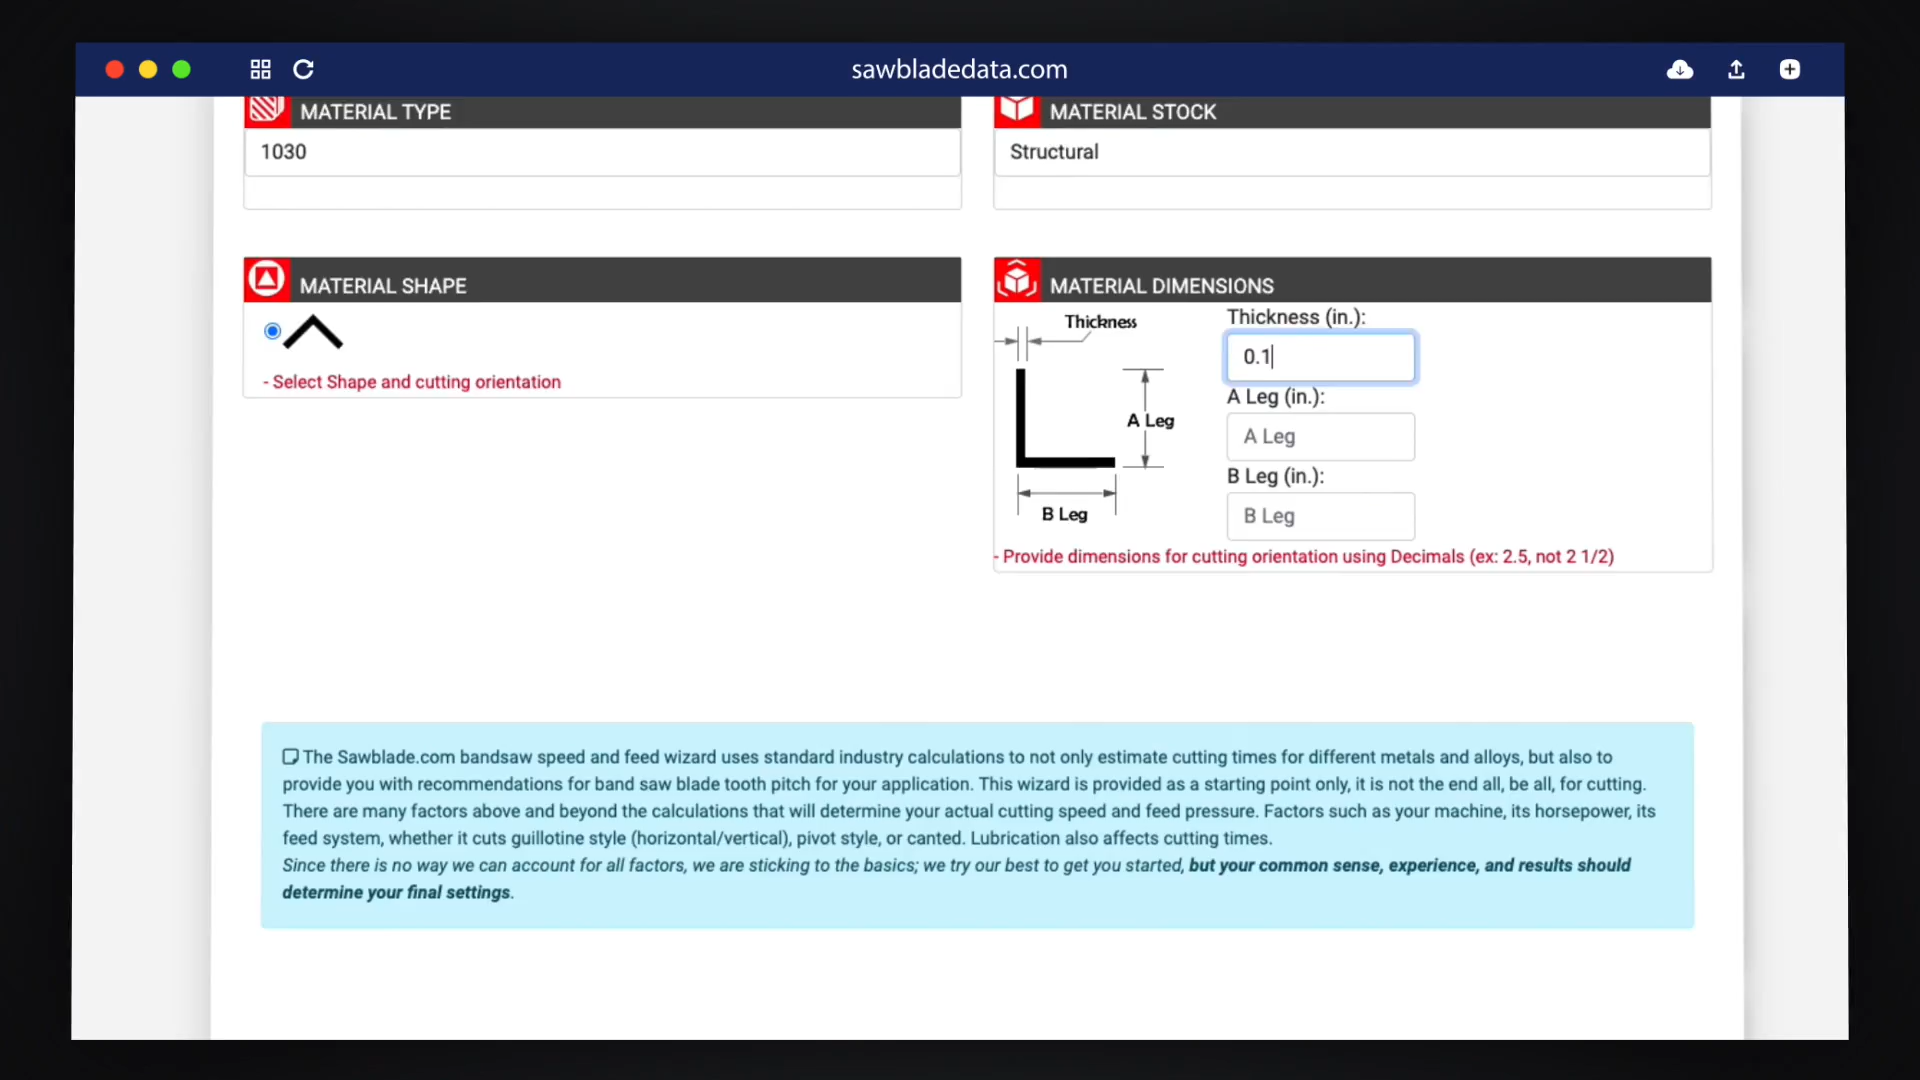 sawbladedata.com
MATERIAL TYPE
1030
MATERIAL STOCK
Structural
MATERIAL SHAPE
- Select Shape and cutting orientation
MATERIAL DIMENSIONS
Thickness
A Leg
B Leg
Thickness (in.):
0.1
A Leg (in.):
A Leg
B Leg (in.):
B Leg
- Provide dimensions for cutting orientation using Decimals (ex: 2.5, not 2 1/2)
The Sawblade.com bandsaw speed and feed wizard uses standard industry calculations to not only estimate cutting times for different metals and alloys, but also to
provide you with recommendations for band saw blade tooth pitch for your application. This wizard is provided as a starting point only, it is not the end all, be all, for cutting.
There are many factors above and beyond the calculations that will determine your actual cutting speed and feed pressure. Factors such as your machine, its horsepower, its
feed system, whether it cuts guillotine style (horizontal/vertical), pivot style, or canted. Lubrication also affects cutting times.
Since there is no way we can account for all factors, we are sticking to the basics; we try our best to get you started, but your common sense, experience, and results should
determine your final settings.